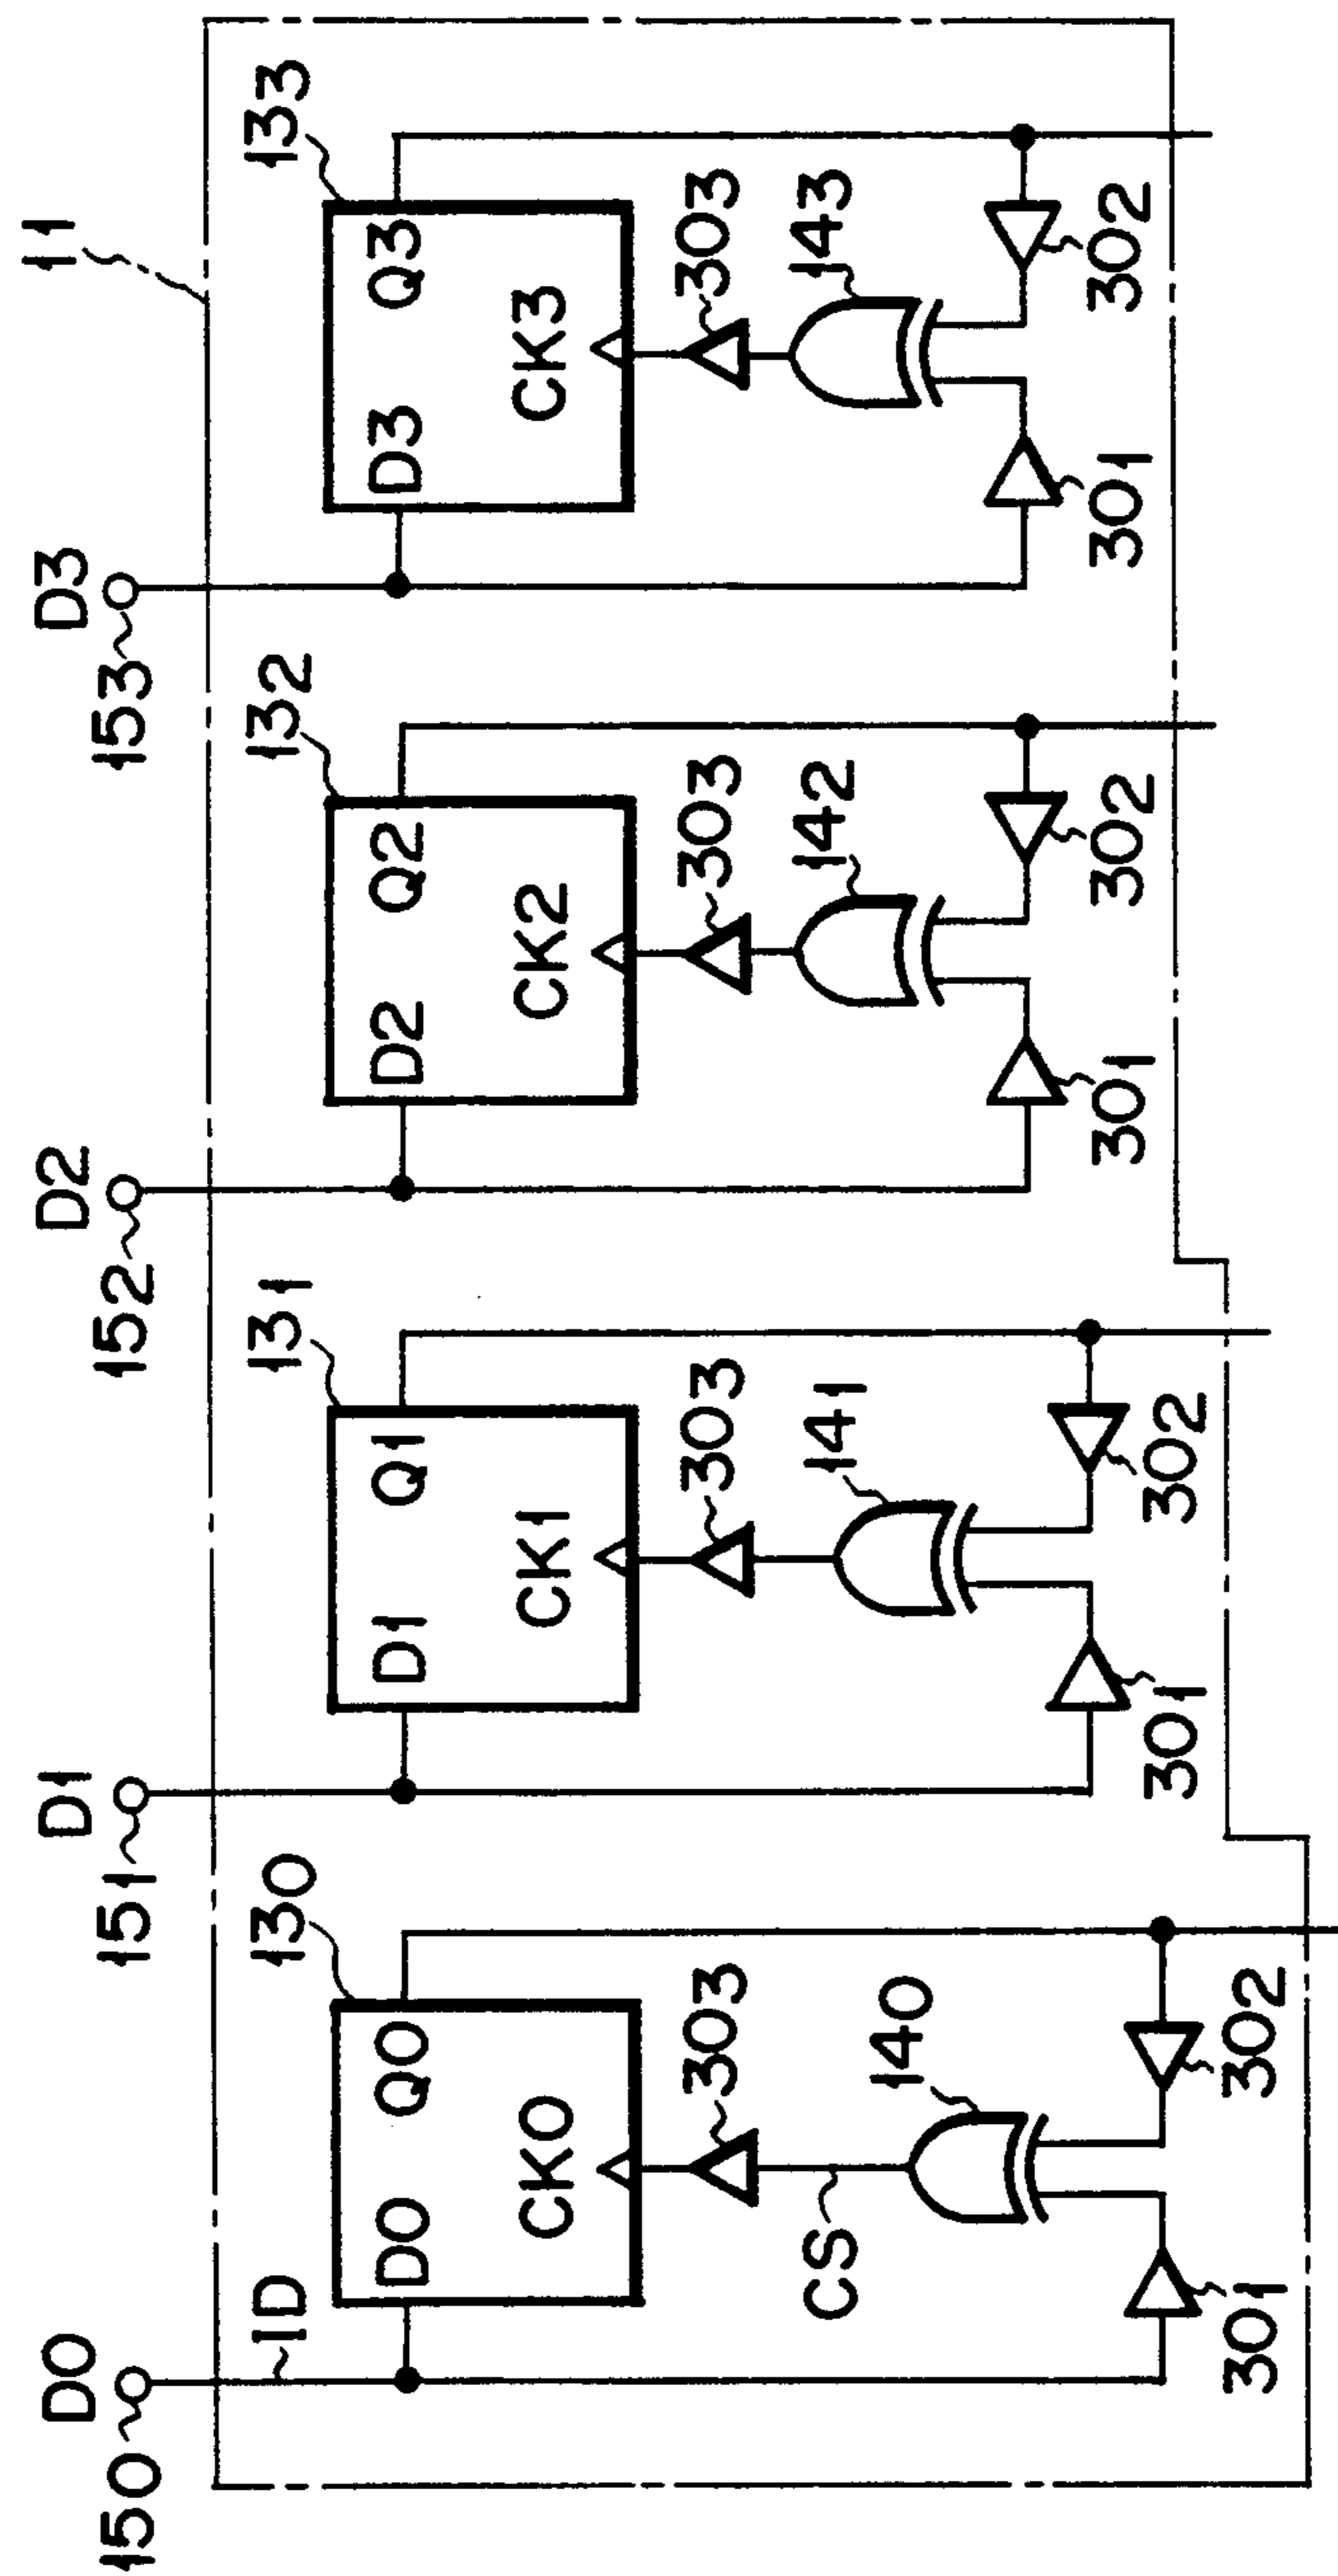 11
D0 D1 D2 D3
150 151 152 153
ID 130 131 132 133
D0 Q0 D1 Q1 D2 Q2 D3 Q3
CK0 CK1 CK2 CK3
303 303 303 303
CS 140 141 142 143
301 302 301 302 301 302 301 302